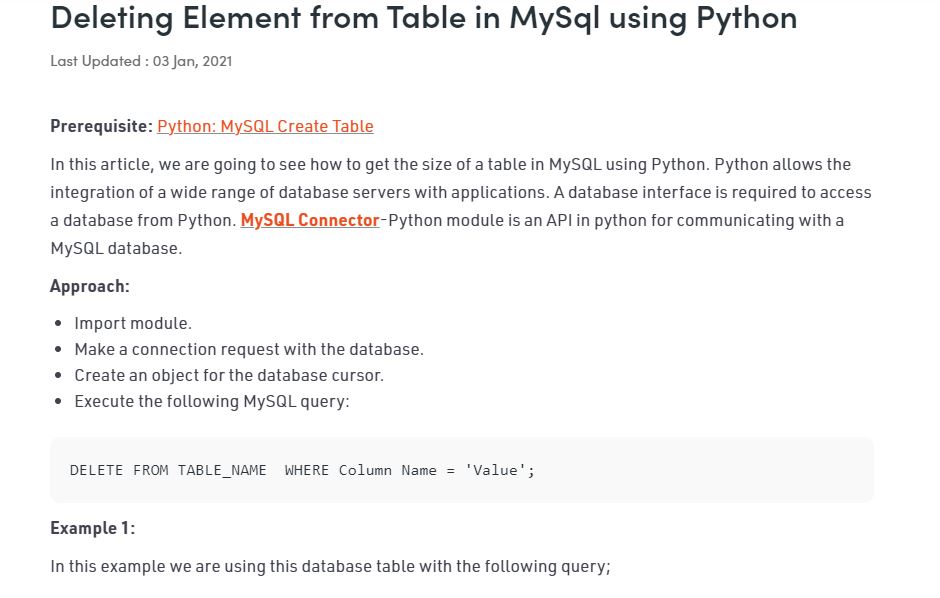 Deleting Element from Table in MySql using Python
Last Updated : 03 Jan, 2021
Prerequisite: Python: MySQL Create Table
In this article, we are going to see how to get the size of a table in MySQL using Python. Python allows the
integration of a wide range of database servers with applications. A database interface is required to access
a database from Python. MySQL Connector-Python module is an API in python for communicating with a
MySQL database.
Approach:
• Import module.
• Make a connection request with the database.
• Create an object for the database cursor.
• Execute the following MySQL query:
DELETE FROM TABLE_NAME  WHERE Column Name = 'Value';
Example 1:
In this example we are using this database table with the following query;